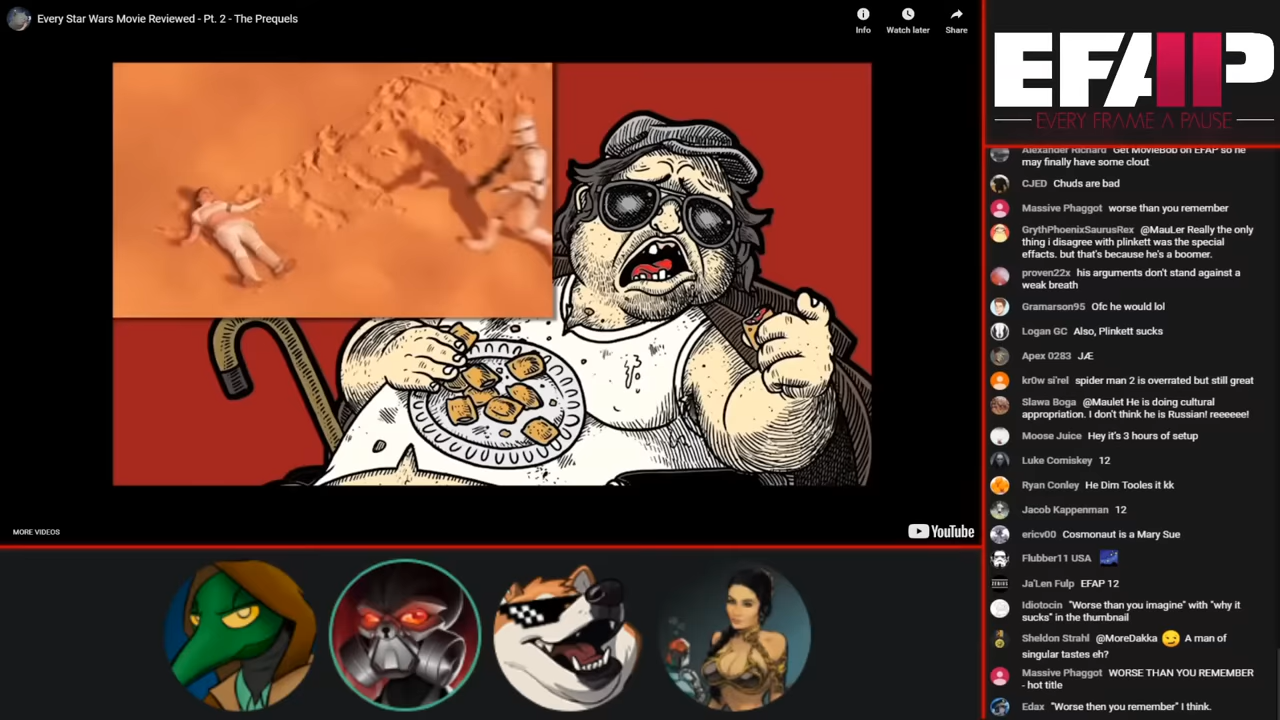 Every Star Wars Movie Reviewed - Pt. 2 - The Prequels
Info
Watch later
Share
MORE VIDEOS
YouTube
EFAP
EVERY FRAME A PAUSE
Alexander Richard Get MovieBob on EFAP so he
may finally have some clout
CJED Chuds are bad
Massive Phaggot worse than you remember
GrythPhoenixSaurusRex @MauLer Really the only
thing i disagree with plinkett was the special
effects. but that's because he's a boomer.
proven22x his arguments don't stand against a
weak breath
Gramarson95 Ofc he would lol
Logan GC Also, Plinkett sucks
Apex 0283 JÆ
kr0w si'rel spider man 2 is overrated but still great
Slawa Boga @Maulet He is doing cultural
appropriation. I don't think he is Russian! reeeeee!
Moose Juice Hey it's 3 hours of setup
Luke Comiskey 12
Ryan Conley He Dim Tooles it kk
Jacob Kappenman 12
ericv00 Cosmonaut is a Mary Sue
Flubber11 USA
Ja'Len Fulp EFAP 12
Idiotocin "Worse than you imagine" with "why it
sucks" in the thumbnail
Sheldon Strahl @MoreDakka 😏 A man of
singular tastes eh?
Massive Phaggot WORSE THAN YOU REMEMBER
- hot title
Edax "Worse then you remember" I think.